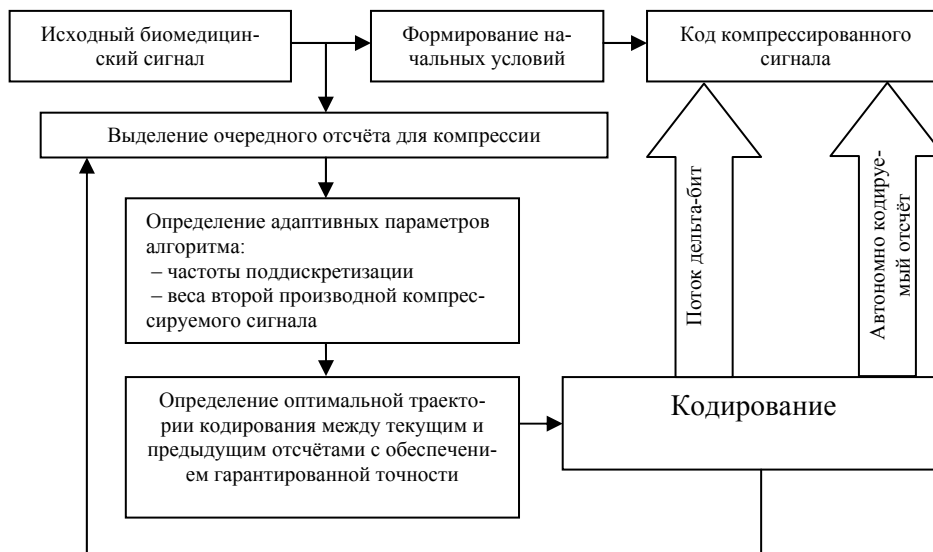 Исходный биомедицин-
ский сигнал
Формирование на-
чальных условий
Код компрессированного
сигнала
Выделение очередного отсчёта для компрессии
Определение адаптивных параметров
алгоритма:
– частоты поддискретизации
– веса второй производной компрес-
сируемого сигнала
Поток дельта-бит
Автономно кодируе-
мый отсчёт
Определение оптимальной траекто-
рии кодирования между текущим и
предыдущим отсчётами с обеспечени-
ем гарантированной точности
Кодирование